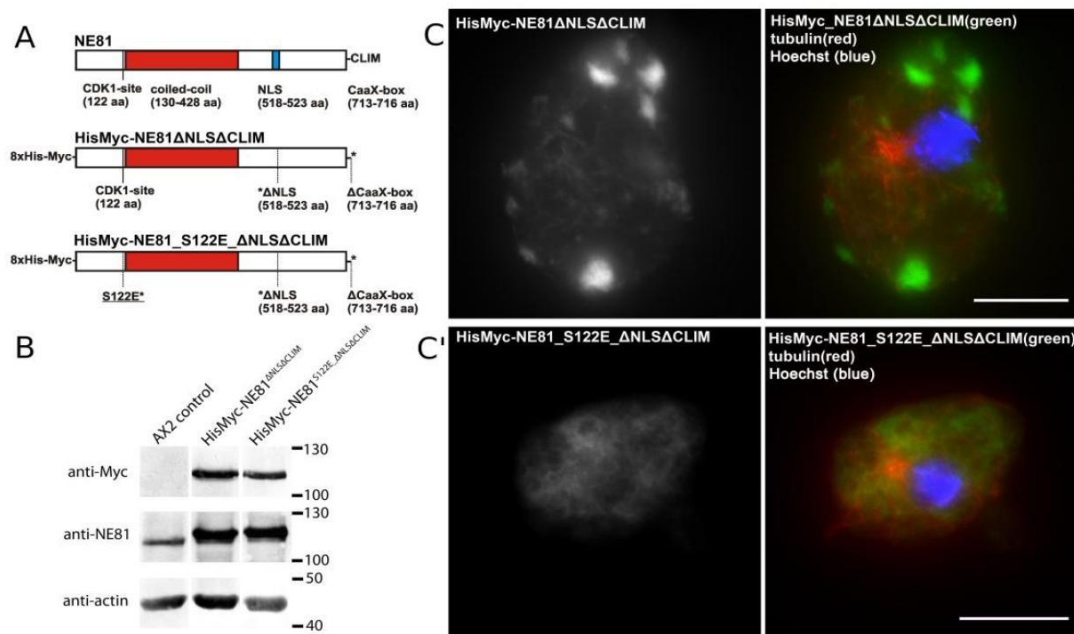 A
NE81
CLIM
CDK1-site
(122 aa)
coiled-coil
(130-428 aa)
NLS
(518-523 aa)
CaaX-box
(713-716 aa)
HisMyc-NE81ΔNLSΔCLIM
8xHis-Myc
*
CDK1-site
(122 aa)
*ΔNLS
(518-523 aa)
ΔCaaX-box
(713-716 aa)
HisMyc-NE81_S122E_ΔNLSΔCLIM
8xHis-Myc
*
S122E*
*ΔNLS
(518-523 aa)
ΔCaaX-box
(713-716 aa)
B
AX2 control
HisMyc-NE81ΔNLSΔCLIM
HisMyc-NE81S122E_ΔNLSΔCLIM
anti-Myc
130
100
anti-NE81
130
100
anti-actin
50
40
C
HisMyc-NE81ΔNLSΔCLIM
HisMyc_NE81ΔNLSΔCLIM(green)
tubulin(red)
Hoechst (blue)
C'
HisMyc-NE81_S122E_ΔNLSΔCLIM
HisMyc-NE81_S122E_ΔNLSΔCLIM(green)
tubulin(red)
Hoechst (blue)